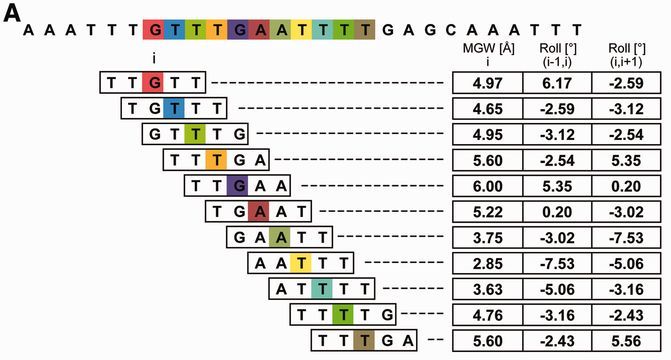 A
A A A T T T G T T T G A A T T T T G A G C A A A T T T
i
MGW [Å] i
Roll [°] (i-1,i)
Roll [°] (i,i+1)
T T G T T 4.97 6.17 -2.59
T G T T T 4.65 -2.59 -3.12
G T T T G 4.95 -3.12 -2.54
T T T G A 5.60 -2.54 5.35
T T G A A 6.00 5.35 0.20
T G A A T 5.22 0.20 -3.02
G A A T T 3.75 -3.02 -7.53
A A T T T 2.85 -7.53 -5.06
A T T T T 3.63 -5.06 -3.16
T T T T G 4.76 -3.16 -2.43
T T T G A 5.60 -2.43 5.56